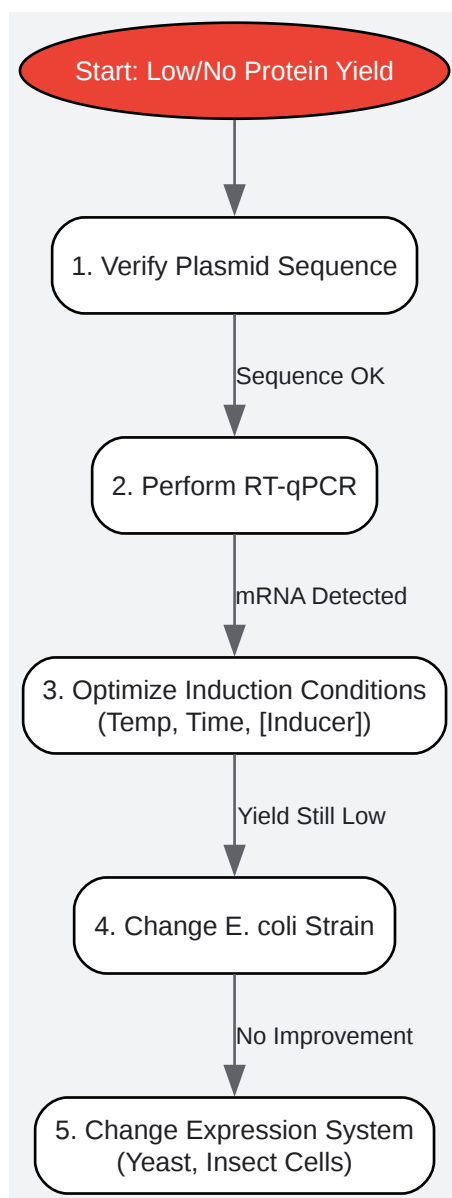 Start: Low/No Protein Yield
1. Verify Plasmid Sequence
Sequence OK
2. Perform RT-qPCR
mRNA Detected
3. Optimize Induction Conditions
(Temp, Time, [Inducer])
Yield Still Low
4. Change E. coli Strain
No Improvement
5. Change Expression System
(Yeast, Insect Cells)